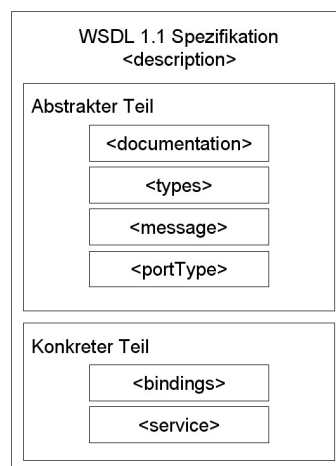 WSDL 1.1 Spezifikation
<description>
Abstrakter Teil
<documentation>
<types>
<message>
<portType>
Konkreter Teil
<bindings>
<service>